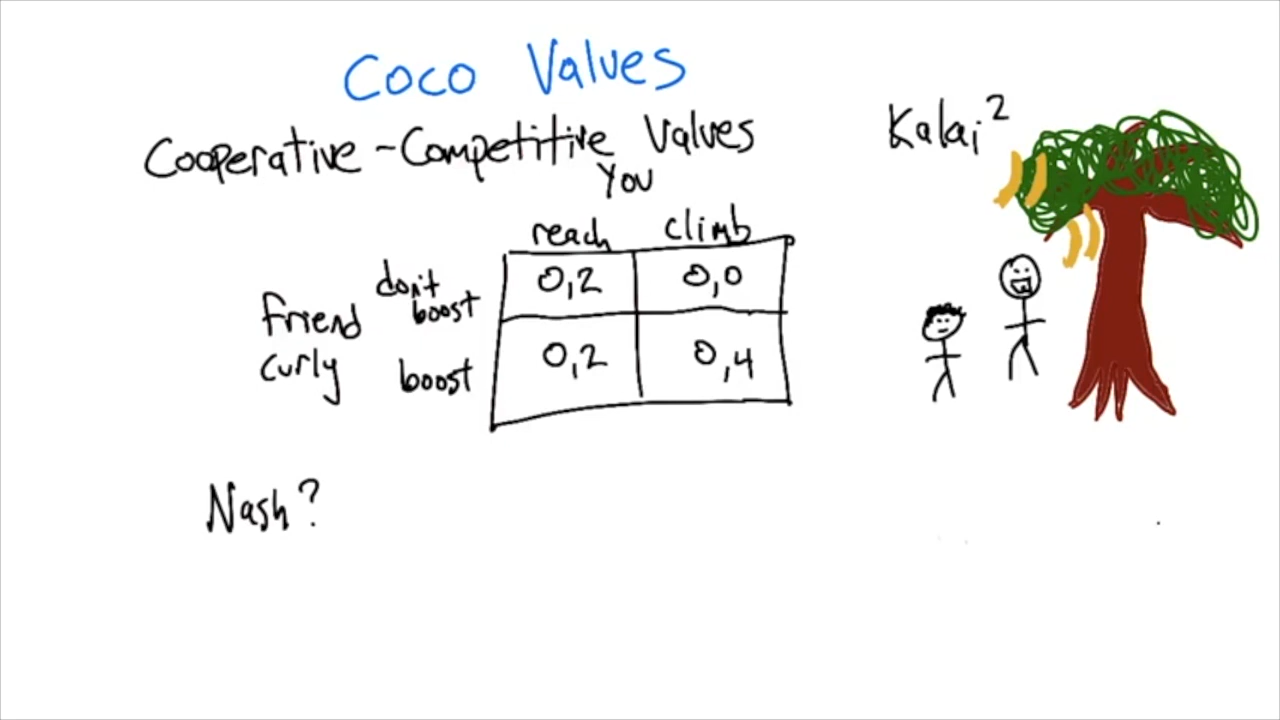 Coco Values
Cooperative-Competitive Values
Kalai²
You
reach climb
don't boost 0,2 0,0
Friend
curly
boost 0,2 0,4
Nash?